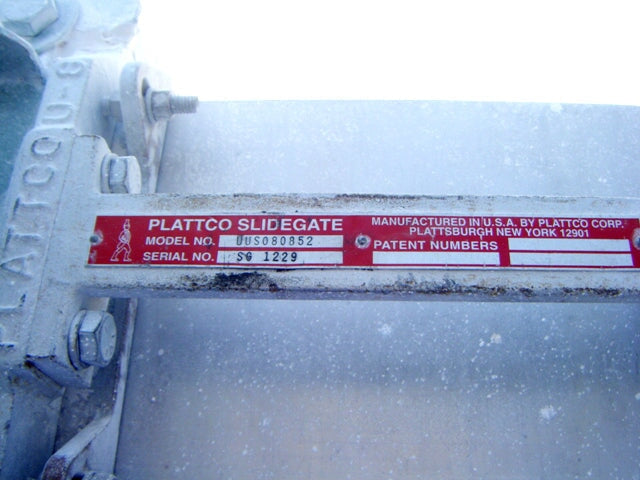 PLATTCO U-8
PLATTCO SLIDEGATE
MODEL NO. UUS080852
SERIAL NO. SG 1229
MANUFACTURED IN U.S.A. BY PLATTCO CORP.
PLATTSBURGH NEW YORK 12901
PATENT NUMBERS